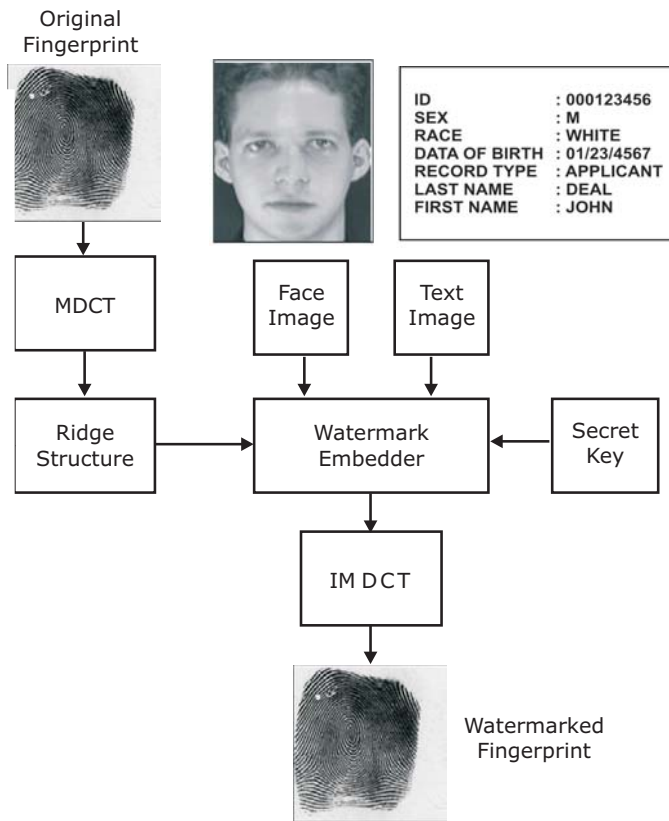 Original
Fingerprint
ID : 000123456
SEX : M
RACE : WHITE
DATA OF BIRTH : 01/23/4567
RECORD TYPE : APPLICANT
LAST NAME : DEAL
FIRST NAME : JOHN
MDCT
Face
Image
Text
Image
Ridge
Structure
Watermark
Embedder
Secret
Key
IM DCT
Watermarked
Fingerprint